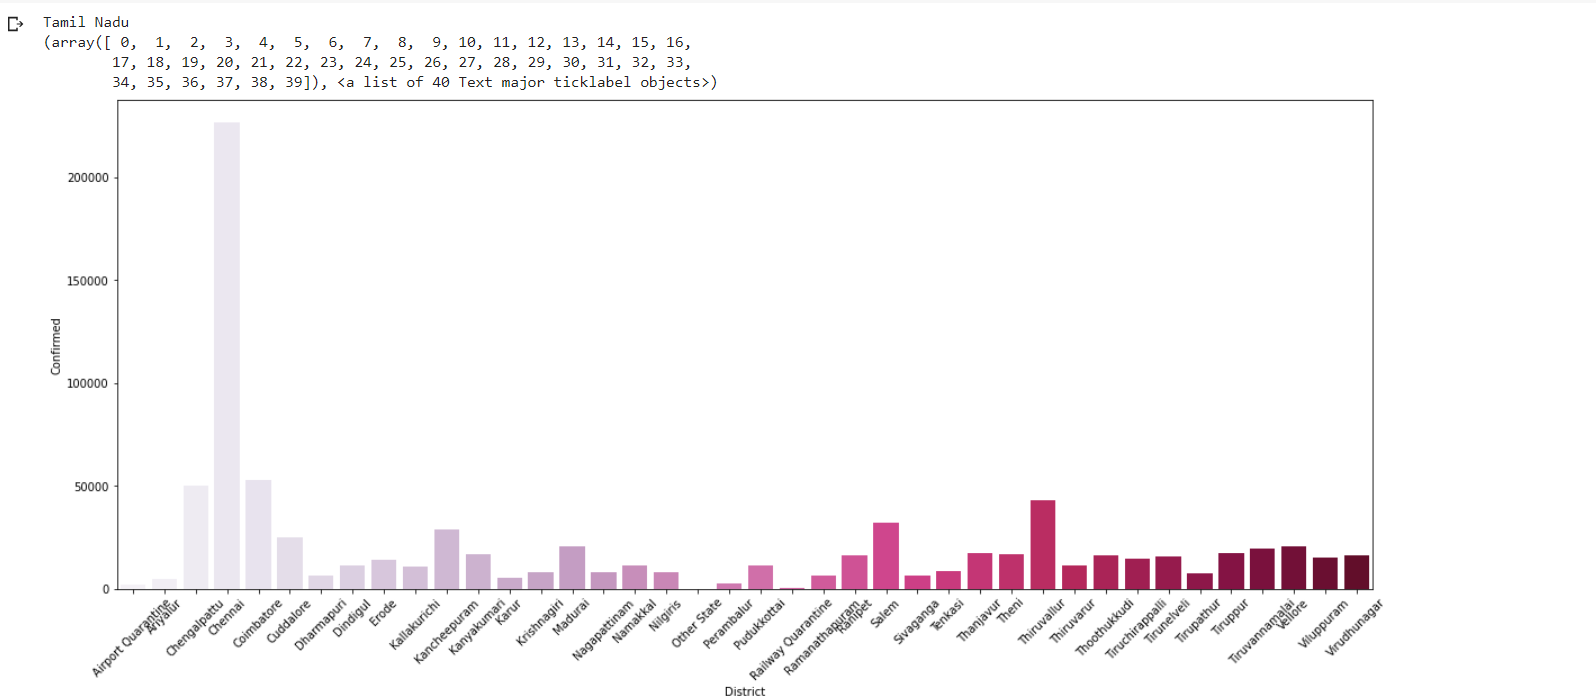 Tamil Nadu
(array([ 0, 1, 2, 3, 4, 5, 6, 7, 8, 9, 10, 11, 12, 13, 14, 15, 16,
17, 18, 19, 20, 21, 22, 23, 24, 25, 26, 27, 28, 29, 30, 31, 32, 33,
34, 35, 36, 37, 38, 39]), <a list of 40 Text major ticklabel objects>)
200000
150000
100000
50000
0
Confirmed
Airport Quarantine
Ariyalur
Chengalpattu
Chennai
Coimbatore
Cuddalore
Dharmapuri
Dindigul
Erode
Kallakurichi
Kancheepuram
Kanyakumari
Karur
Krishnagiri
Madurai
Nagapattinam
Namakkal
Nilgiris
Other State
Perambalur
Pudukkottai
Railway Quarantine
Ramanathapuram
Ranipet
Salem
Sivaganga
Tenkasi
Thanjavur
Theni
Thiruvallur
Thiruvarur
Thoothukkudi
Tiruchirappalli
Tirunelveli
Tirupathur
Tiruppur
Tiruvannamalai
Vellore
Viluppuram
Virudhunagar
District